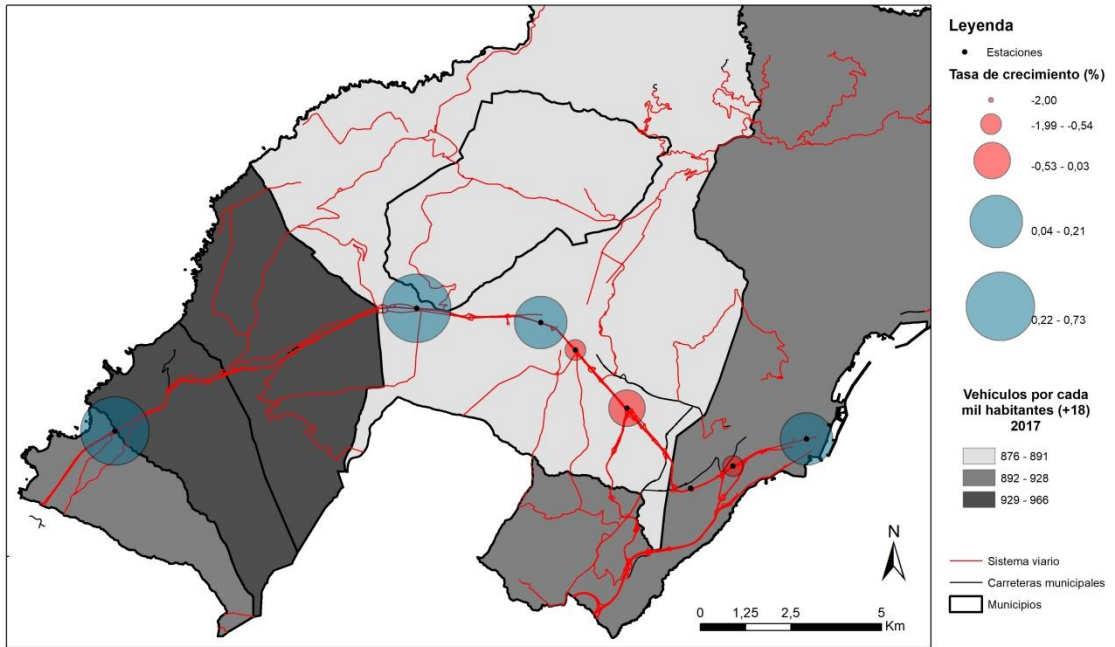 Leyenda
Estaciones
Tasa de crecimiento (%)
-2,00
-1,99 - -0,54
-0,53 - 0,03
0,04 - 0,21
0,22 - 0,73
Vehículos por cada
mil habitantes (+18)
2017
876 - 891
892 - 928
929 - 966
Sistema viario
Carreteras municipales
Municipios
N
0 1,25 2,5 5
Km